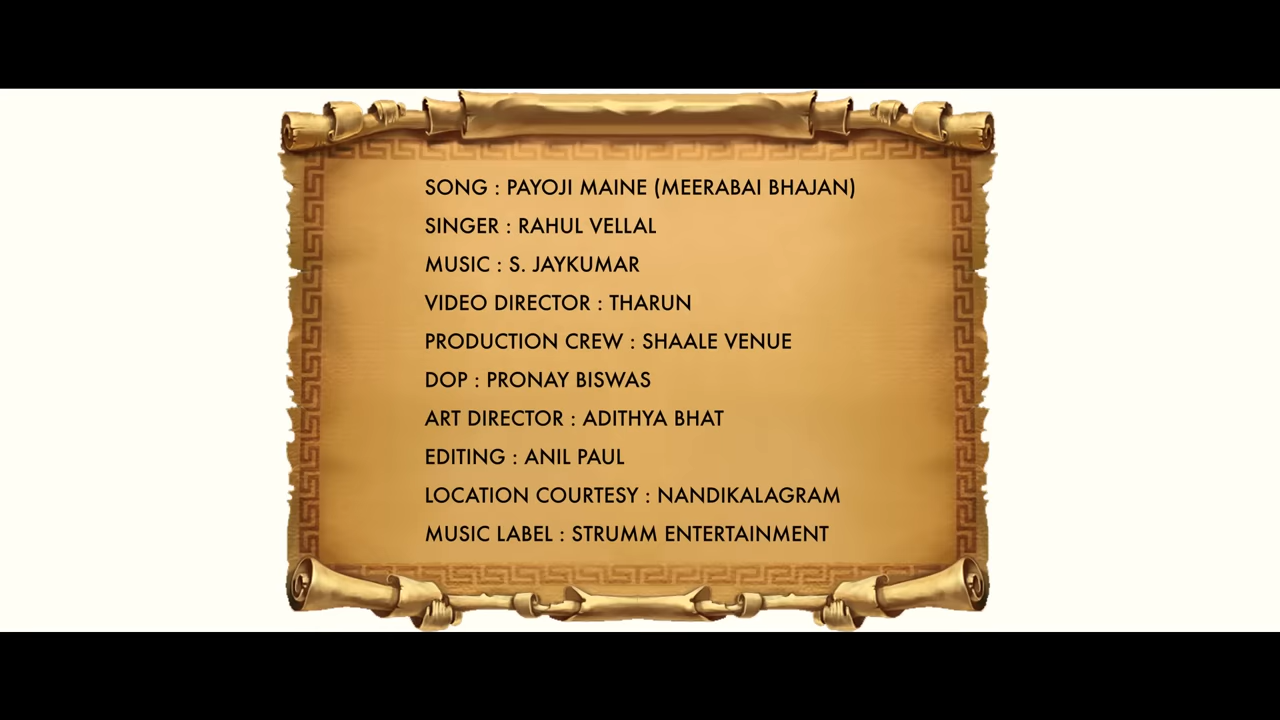 SONG : PAYOJI MAINE (MEERABAI BHAJAN)
SINGER : RAHUL VELLAL
MUSIC : S. JAYKUMAR
VIDEO DIRECTOR : THARUN
PRODUCTION CREW : SHAALE VENUE
DOP : PRONAY BISWAS
ART DIRECTOR : ADITHYA BHAT
EDITING : ANIL PAUL
LOCATION COURTESY : NANDIKALAGRAM
MUSIC LABEL : STRUMM ENTERTAINMENT